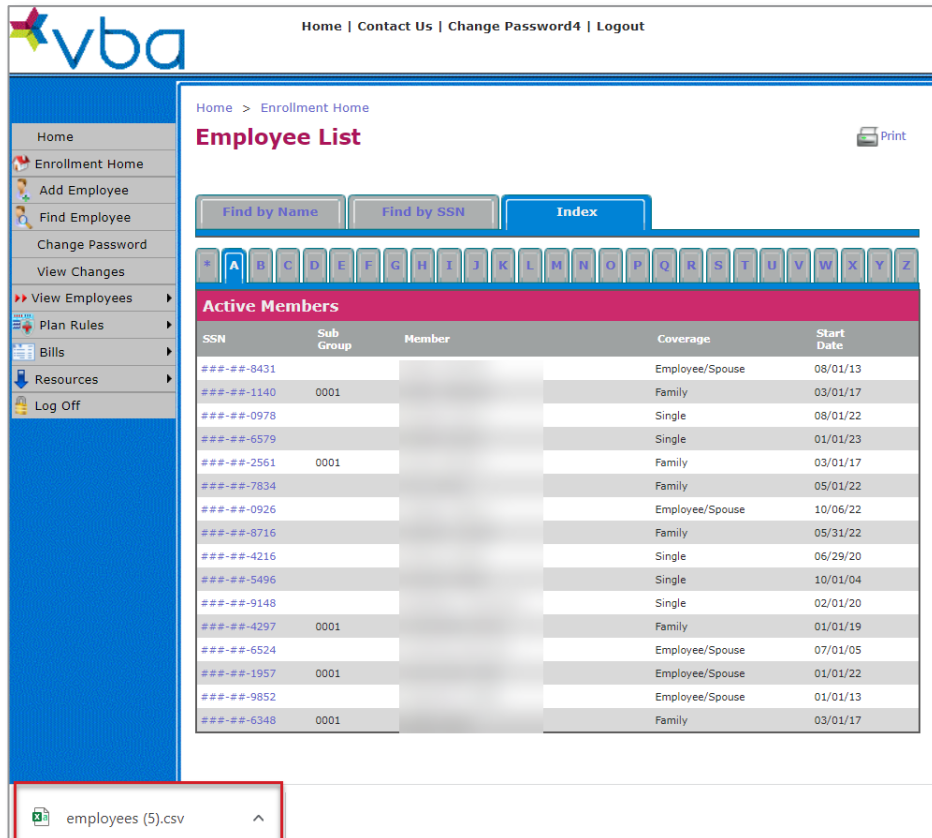 vba
Home | Contact Us | Change Password4 | Logout
Home > Enrollment Home
Employee List
Print
Home
Enrollment Home
Add Employee
Find Employee
Change Password
View Changes
View Employees
Plan Rules
Bills
Resources
Log Off
Find by Name Find by SSN Index
* A B C D E F G H I J K L M N O P Q R S T U V W X Y Z
Active Members
SSN Sub Group Member Coverage Start Date
###-##-8431 Employee/Spouse 08/01/13
###-##-1140 0001 Family 03/01/17
###-##-0978 Single 08/01/22
###-##-6579 Single 01/01/23
###-##-2561 0001 Family 03/01/17
###-##-7834 Family 05/01/22
###-##-0926 Employee/Spouse 10/06/22
###-##-8716 Family 05/31/22
###-##-4216 Single 06/29/20
###-##-5496 Single 10/01/04
###-##-9148 Single 02/01/20
###-##-4297 0001 Family 01/01/19
###-##-6524 Employee/Spouse 07/01/05
###-##-1957 0001 Employee/Spouse 01/01/22
###-##-9852 Employee/Spouse 01/01/13
###-##-6348 0001 Family 03/01/17
employees (5).csv